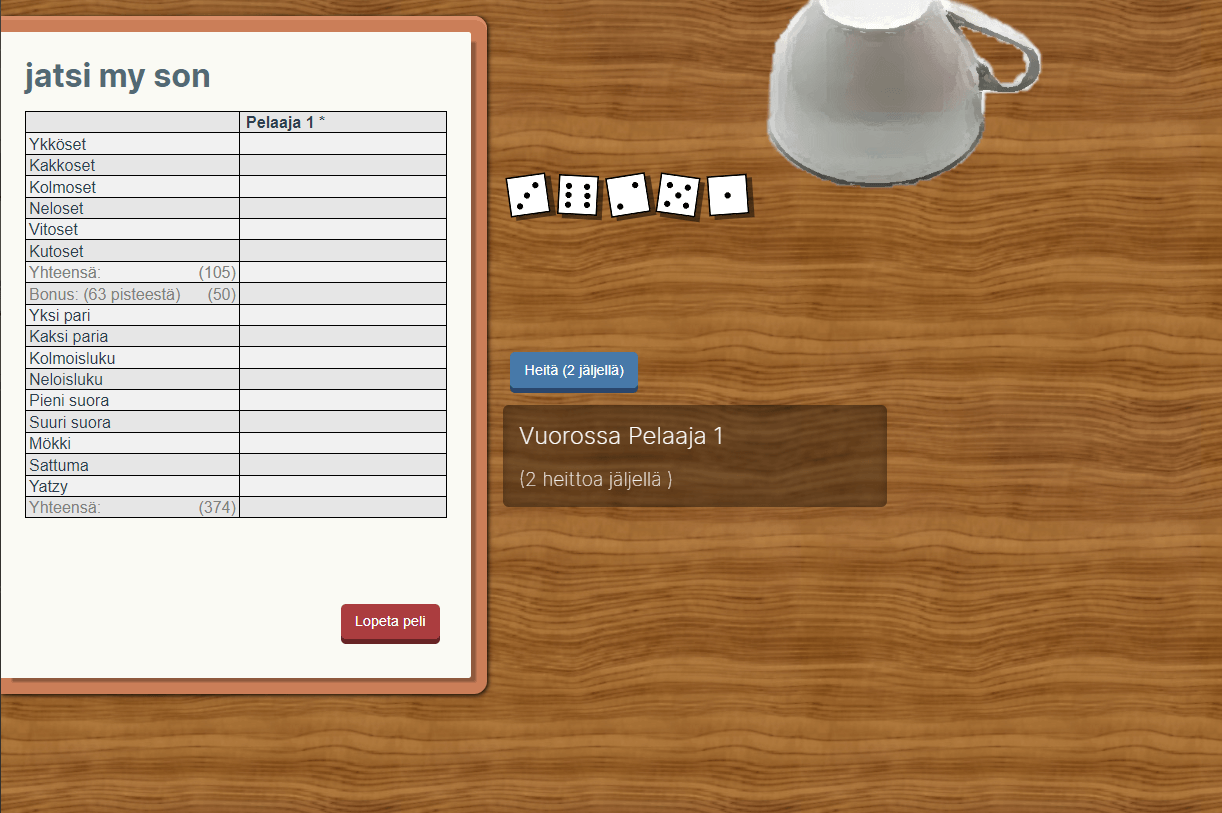 jatsi my son
Pelaaja 1 *
Ykköset
Kakkoset
Kolmoset
Neloset
Vitoset
Kutoset
Yhteensä: (105)
Bonus: (63 pisteestä) (50)
Yksi pari
Kaksi paria
Kolmoisluku
Neloisluku
Pieni suora
Suuri suora
Mökki
Sattuma
Yatzy
Yhteensä: (374)
Lopeta peli
Heitä (2 jäljellä)
Vuorossa Pelaaja 1
(2 heittoa jäljellä )